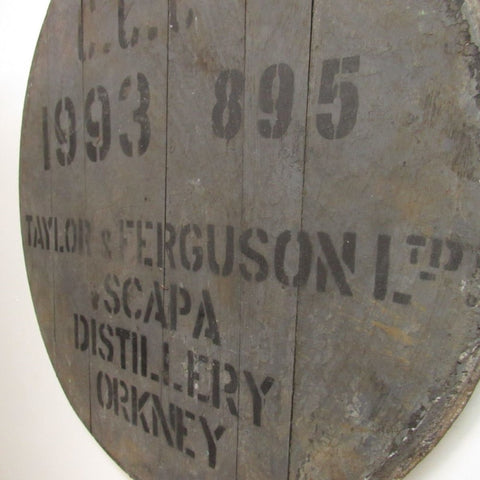 1993 895
TAYLOR & FERGUSON LTD
SCAPA
DISTILLERY
ORKNEY